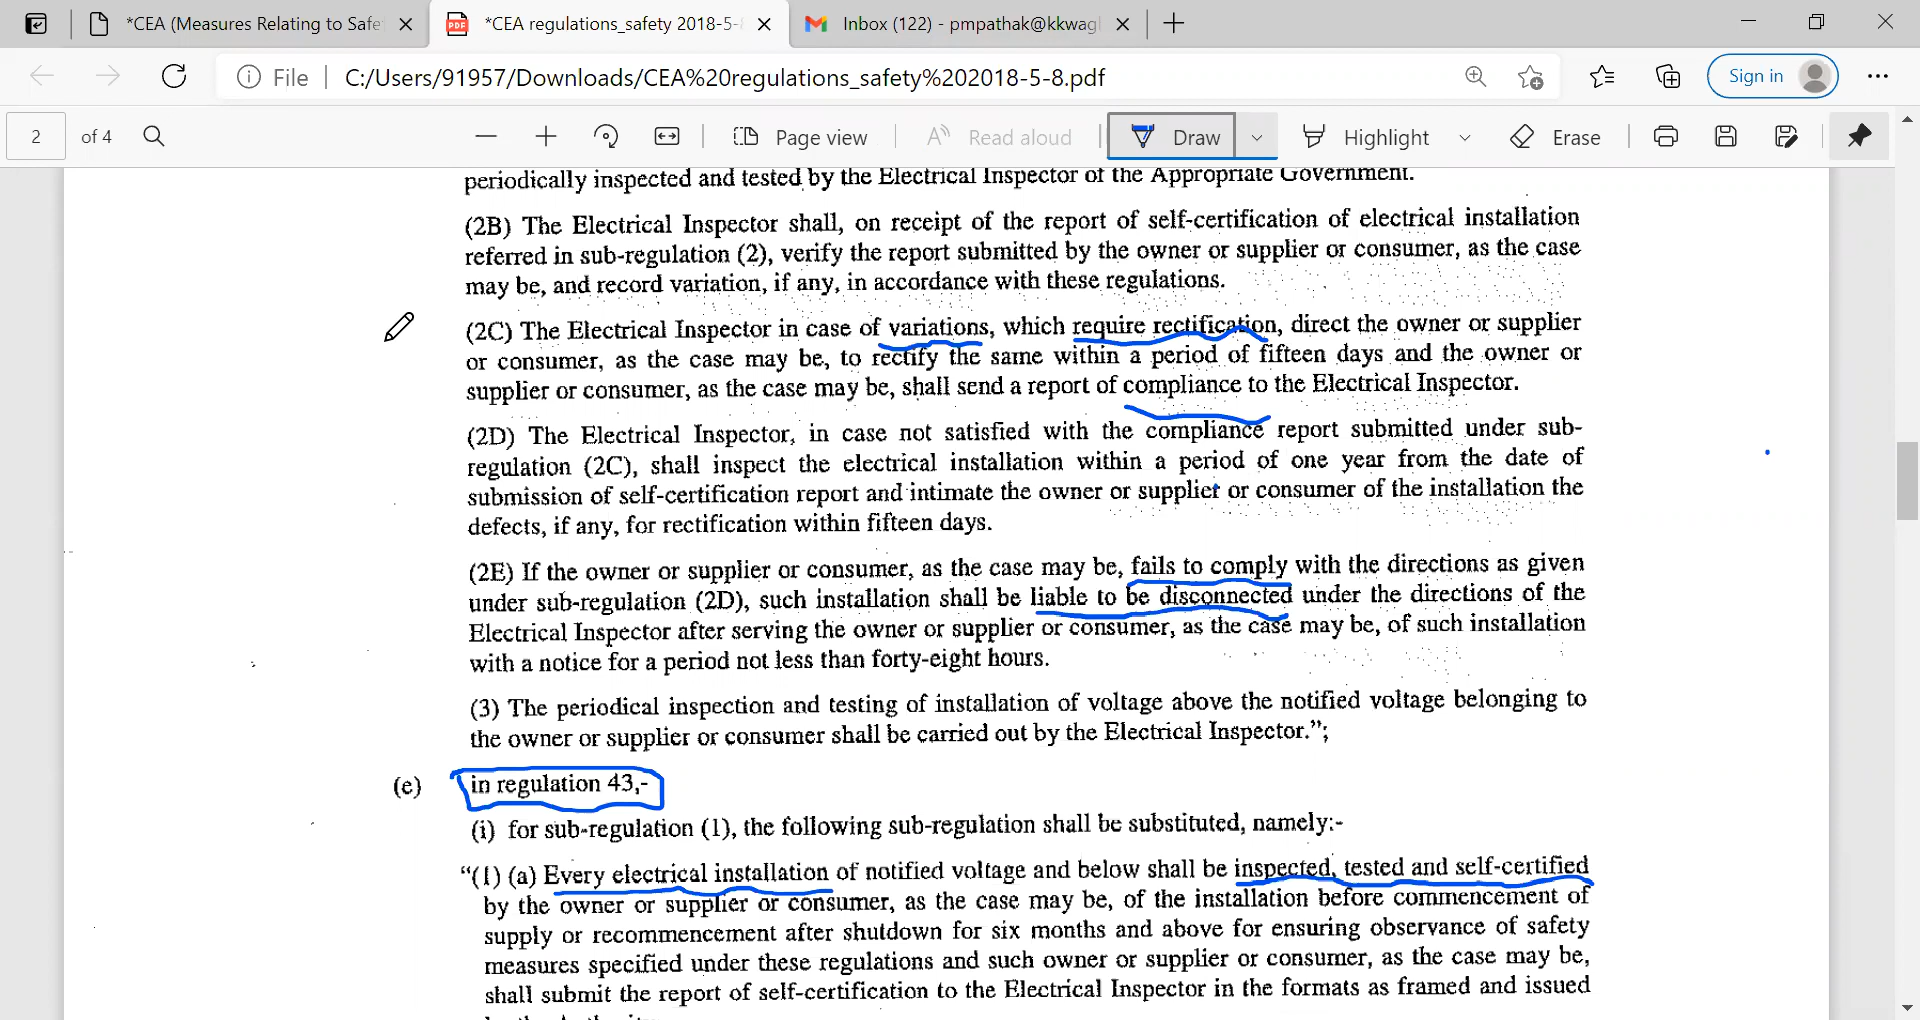 *CEA (Measures Relating to Safe
*CEA regulations_safety 2018-5-8
Inbox (122) - pmpathak@kkwag
File
C:/Users/91957/Downloads/CEA%20regulations_safety%202018-5-8.pdf
Sign in
2 of 4
Page view
Read aloud
Draw
Highlight
Erase
periodically inspected and tested by the Electrical Inspector of the Appropriate Government.
(2B) The Electrical Inspector shall, on receipt of the report of self-certification of electrical installation
referred in sub-regulation (2), verify the report submitted by the owner or supplier or consumer, as the case
may be, and record variation, if any, in accordance with these regulations.
(2C) The Electrical Inspector in case of variations, which require rectification, direct the owner or supplier
or consumer, as the case may be, to rectify the same within a period of fifteen days and the owner or
supplier or consumer, as the case may be, shall send a report of compliance to the Electrical Inspector.
(2D) The Electrical Inspector, in case not satisfied with the compliance report submitted under sub-
regulation (2C), shall inspect the electrical installation within a period of one year from the date of
submission of self-certification report and intimate the owner or supplier or consumer of the installation the
defects, if any, for rectification within fifteen days.
(2E) If the owner or supplier or consumer, as the case may be, fails to comply with the directions as given
under sub-regulation (2D), such installation shall be liable to be disconnected under the directions of the
Electrical Inspector after serving the owner or supplier or consumer, as the case may be, of such installation
with a notice for a period not less than forty-eight hours.
(3) The periodical inspection and testing of installation of voltage above the notified voltage belonging to
the owner or supplier or consumer shall be carried out by the Electrical Inspector.”;
(e) in regulation 43,-
(i) for sub-regulation (1), the following sub-regulation shall be substituted, namely:-
“(1) (a) Every electrical installation of notified voltage and below shall be inspected, tested and self-certified
by the owner or supplier or consumer, as the case may be, of the installation before commencement of
supply or recommencement after shutdown for six months and above for ensuring observance of safety
measures specified under these regulations and such owner or supplier or consumer, as the case may be,
shall submit the report of self-certification to the Electrical Inspector in the formats as framed and issued